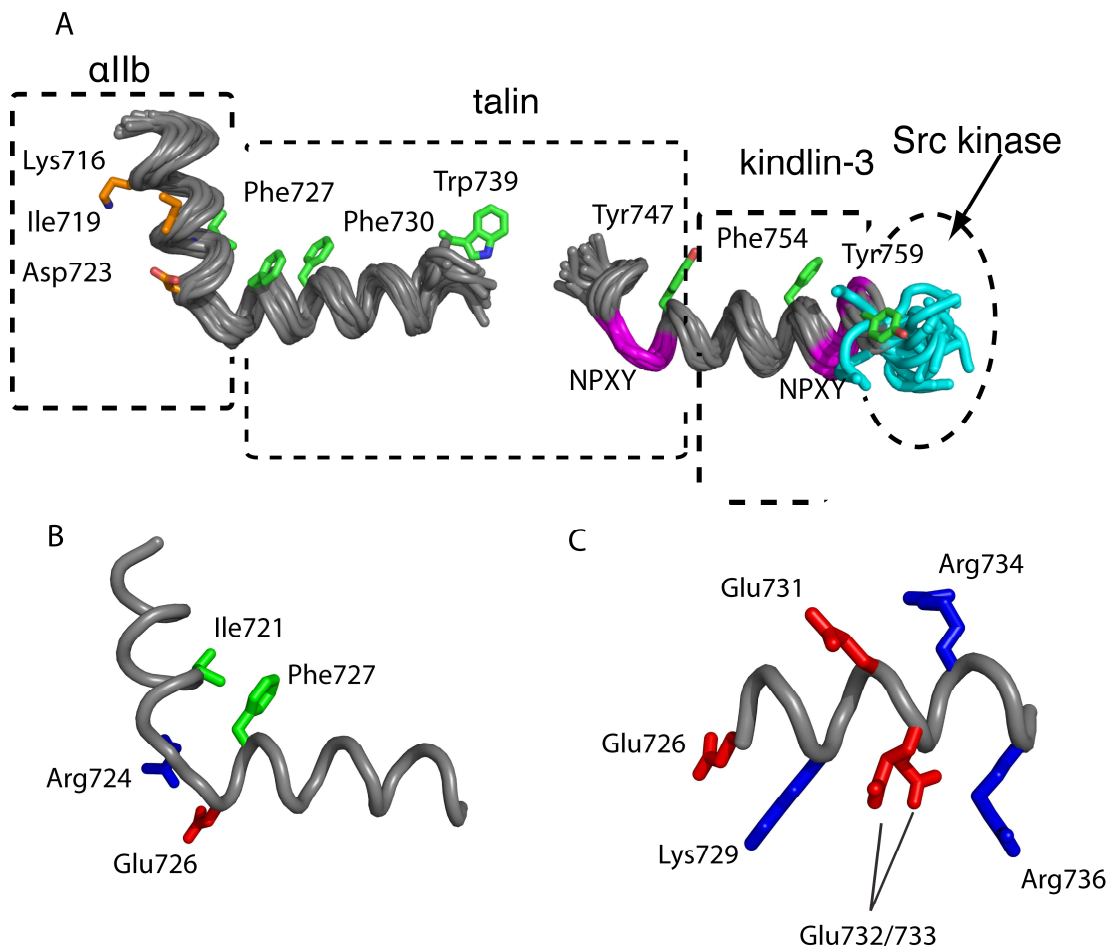 A
αIIb
talin
kindlin-3
Src kinase
Lys716
Ile719
Asp723
Phe727
Phe730
Trp739
Tyr747
Phe754
Tyr759
NPXY
NPXY
B
Ile721
Phe727
Arg724
Glu726
C
Glu731
Arg734
Glu726
Lys729
Arg736
Glu732/733